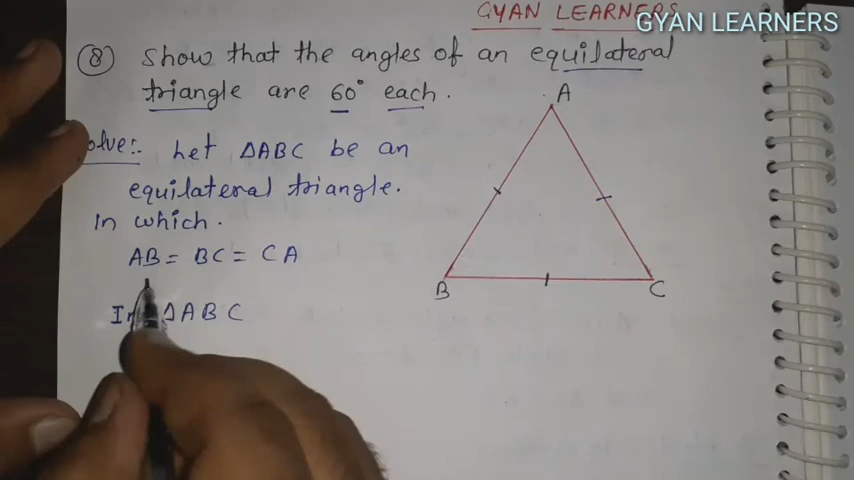 GYAN LEARNERS
GYAN LEARNERS
8 Show that the angles of an equilateral
triangle are 60° each.
olve:. Let ΔABC be an
equilateral triangle.
In which.
AB = BC = CA
In ΔABC
A
B
C